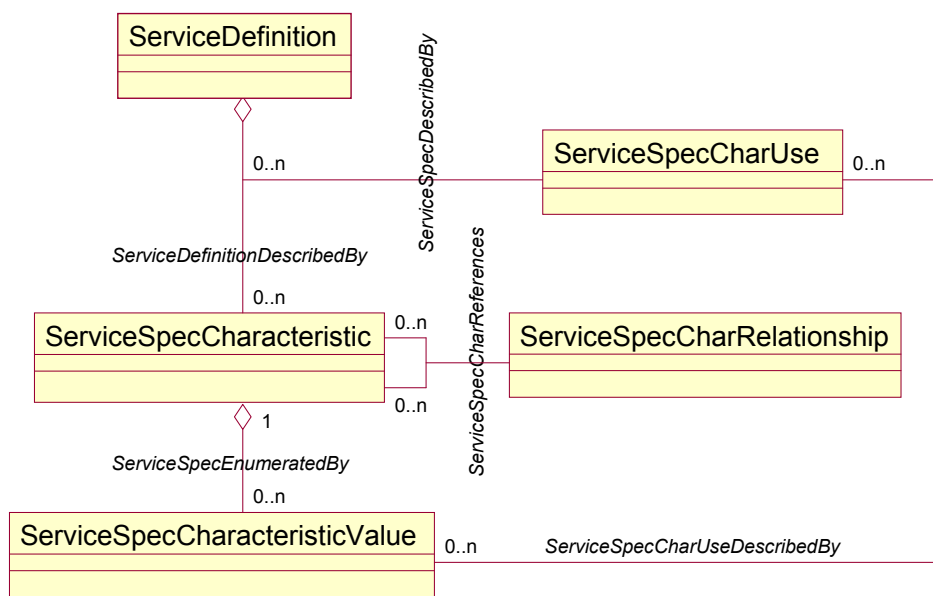 ServiceDefinition
ServiceSpecDescribedBy
ServiceSpecCharUse
0..n
0..n
ServiceDefinitionDescribedBy
0..n
ServiceSpecCharReferences
ServiceSpecCharacteristic
0..n
0..n
ServiceSpecCharRelationship
1
ServiceSpecEnumeratedBy
0..n
ServiceSpecCharacteristicValue
0..n
ServiceSpecCharUseDescribedBy